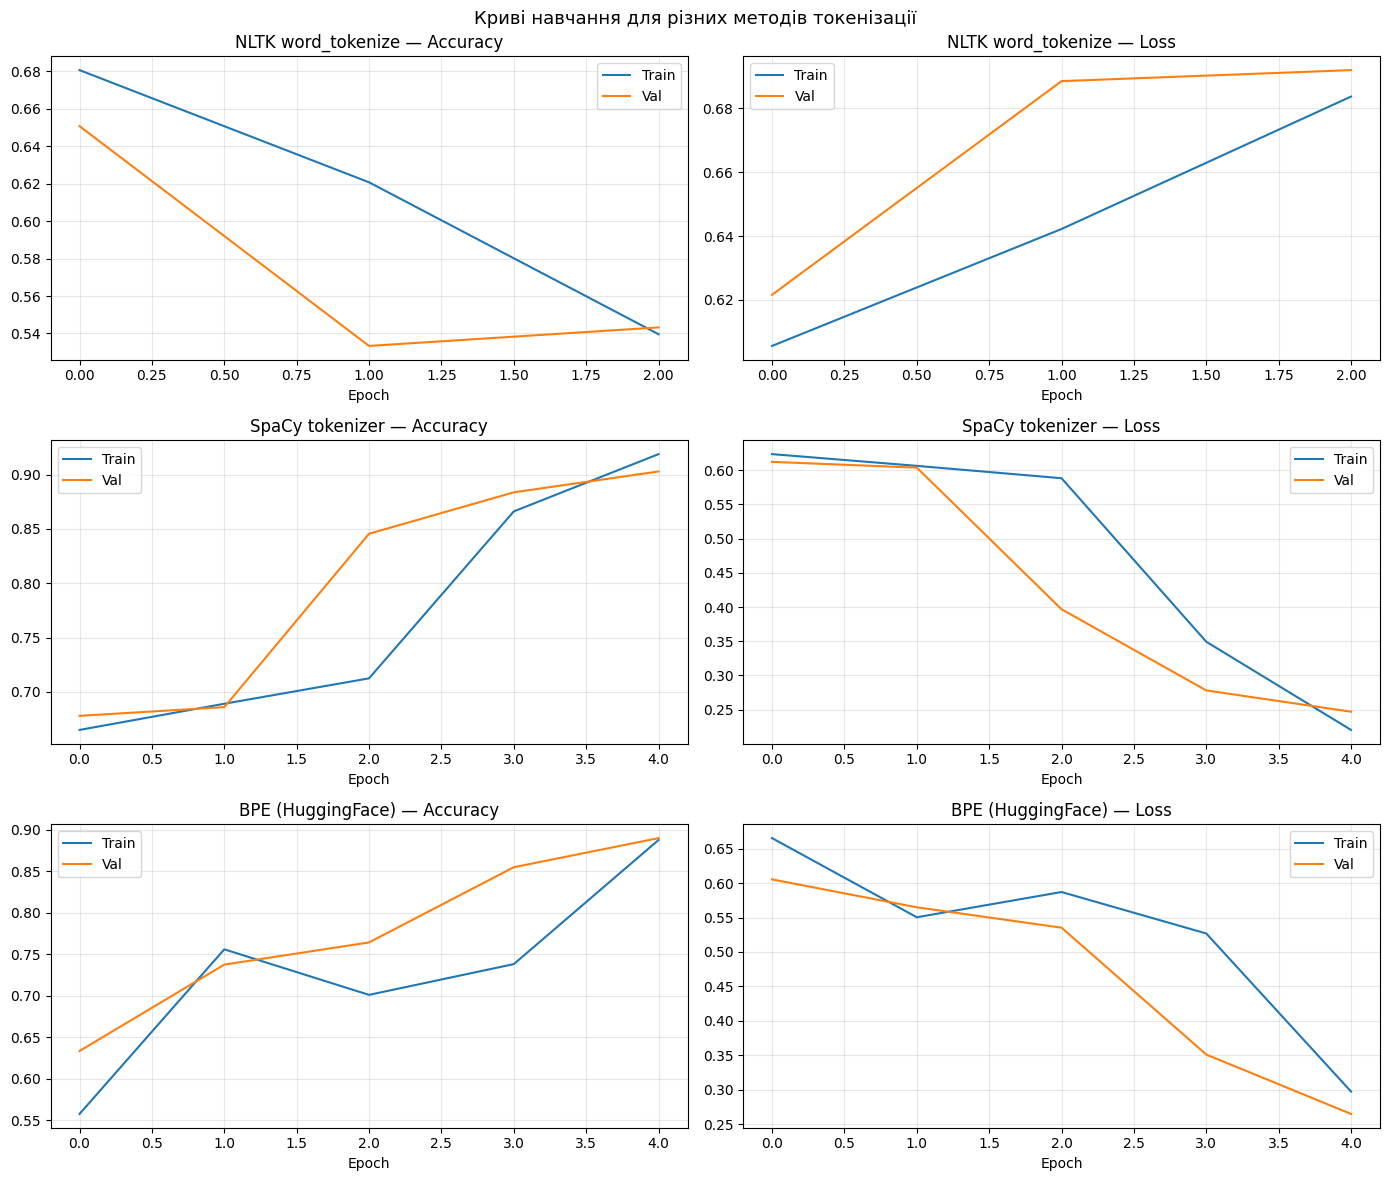 Криві навчання для різних методів токенізації
NLTK word_tokenize — Accuracy
0.68
0.66
0.64
0.62
0.60
0.58
0.56
0.54
Train
Val
0.00 0.25 0.50 0.75 1.00 1.25 1.50 1.75 2.00
Epoch
NLTK word_tokenize — Loss
0.68
0.66
0.64
0.62
Train
Val
0.00 0.25 0.50 0.75 1.00 1.25 1.50 1.75 2.00
Epoch
SpaCy tokenizer — Accuracy
0.90
0.85
0.80
0.75
0.70
Train
Val
0.0 0.5 1.0 1.5 2.0 2.5 3.0 3.5 4.0
Epoch
SpaCy tokenizer — Loss
0.60
0.55
0.50
0.45
0.40
0.35
0.30
0.25
Train
Val
0.0 0.5 1.0 1.5 2.0 2.5 3.0 3.5 4.0
Epoch
BPE (HuggingFace) — Accuracy
0.90
0.85
0.80
0.75
0.70
0.65
0.60
0.55
Train
Val
0.0 0.5 1.0 1.5 2.0 2.5 3.0 3.5 4.0
Epoch
BPE (HuggingFace) — Loss
0.65
0.60
0.55
0.50
0.45
0.40
0.35
0.30
0.25
Train
Val
0.0 0.5 1.0 1.5 2.0 2.5 3.0 3.5 4.0
Epoch